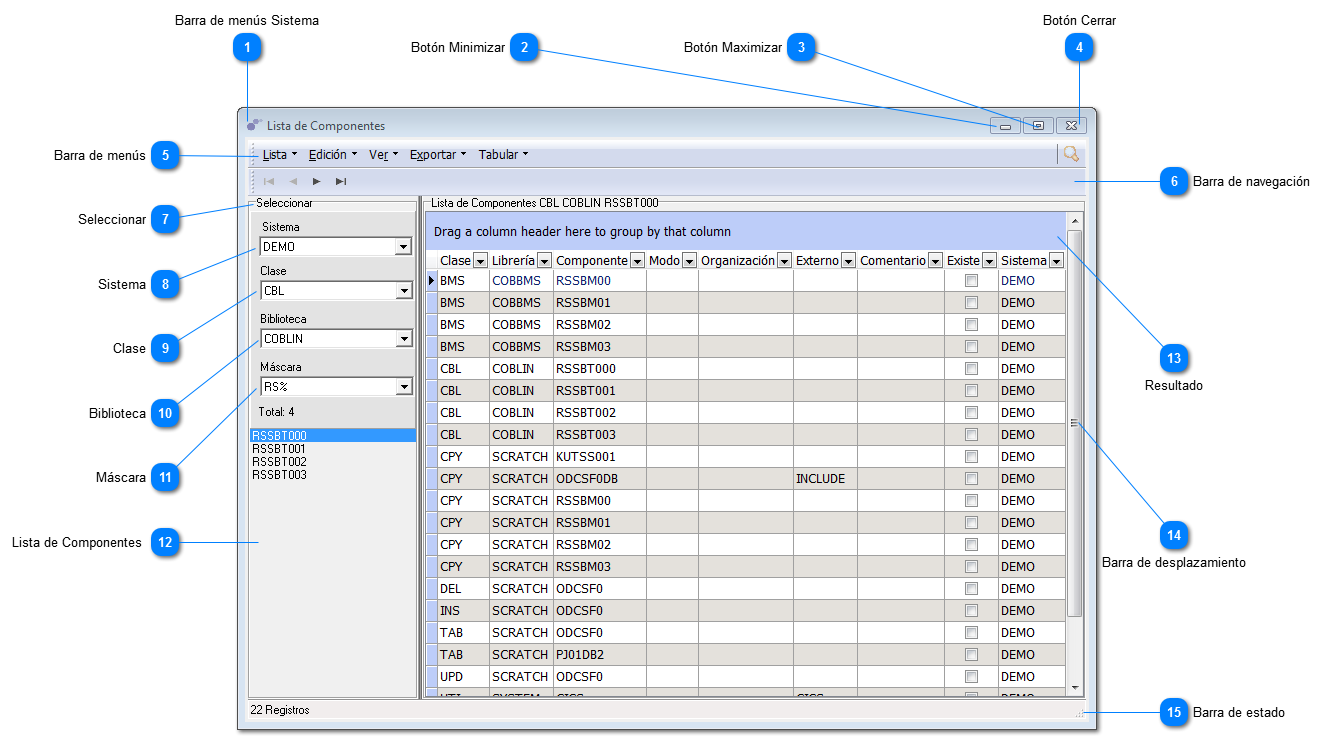 Barra de menús Sistema
1
Botón Minimizar 2
Botón Maximizar 3
Botón Cerrar
4
Lista de Componentes
Barra de menús 5
Lista Edición Ver Exportar Tabular
6 Barra de navegación
Seleccionar 7
Seleccionar
Sistema
DEMO
Clase
CBL
Biblioteca
COBLIN
Máscara
RS%
Total: 4
RSSBT000
RSSBT001
RSSBT002
RSSBT003
Sistema 8
Clase 9
Biblioteca 10
Máscara 11
Lista de Componentes 12
Lista de Componentes CBL COBLIN RSSBT000
Drag a column header here to group by that column
Clase Librería Componente Modo Organización Externo Comentario Existe Sistema
BMS COBBMS RSSBM00 DEMO
BMS COBBMS RSSBM01 DEMO
BMS COBBMS RSSBM02 DEMO
BMS COBBMS RSSBM03 DEMO
CBL COBLIN RSSBT000 DEMO
CBL COBLIN RSSBT001 DEMO
CBL COBLIN RSSBT002 DEMO
CBL COBLIN RSSBT003 DEMO
CPY SCRATCH KUTSS001 DEMO
CPY SCRATCH ODCSF0DB INCLUDE DEMO
CPY SCRATCH RSSBM00 DEMO
CPY SCRATCH RSSBM01 DEMO
CPY SCRATCH RSSBM02 DEMO
CPY SCRATCH RSSBM03 DEMO
DEL SCRATCH ODCSF0 DEMO
INS SCRATCH ODCSF0 DEMO
TAB SCRATCH ODCSF0 DEMO
TAB SCRATCH PJ01DB2 DEMO
UPD SCRATCH ODCSF0 DEMO
13
Resultado
14
Barra de desplazamiento
22 Registros
15 Barra de estado